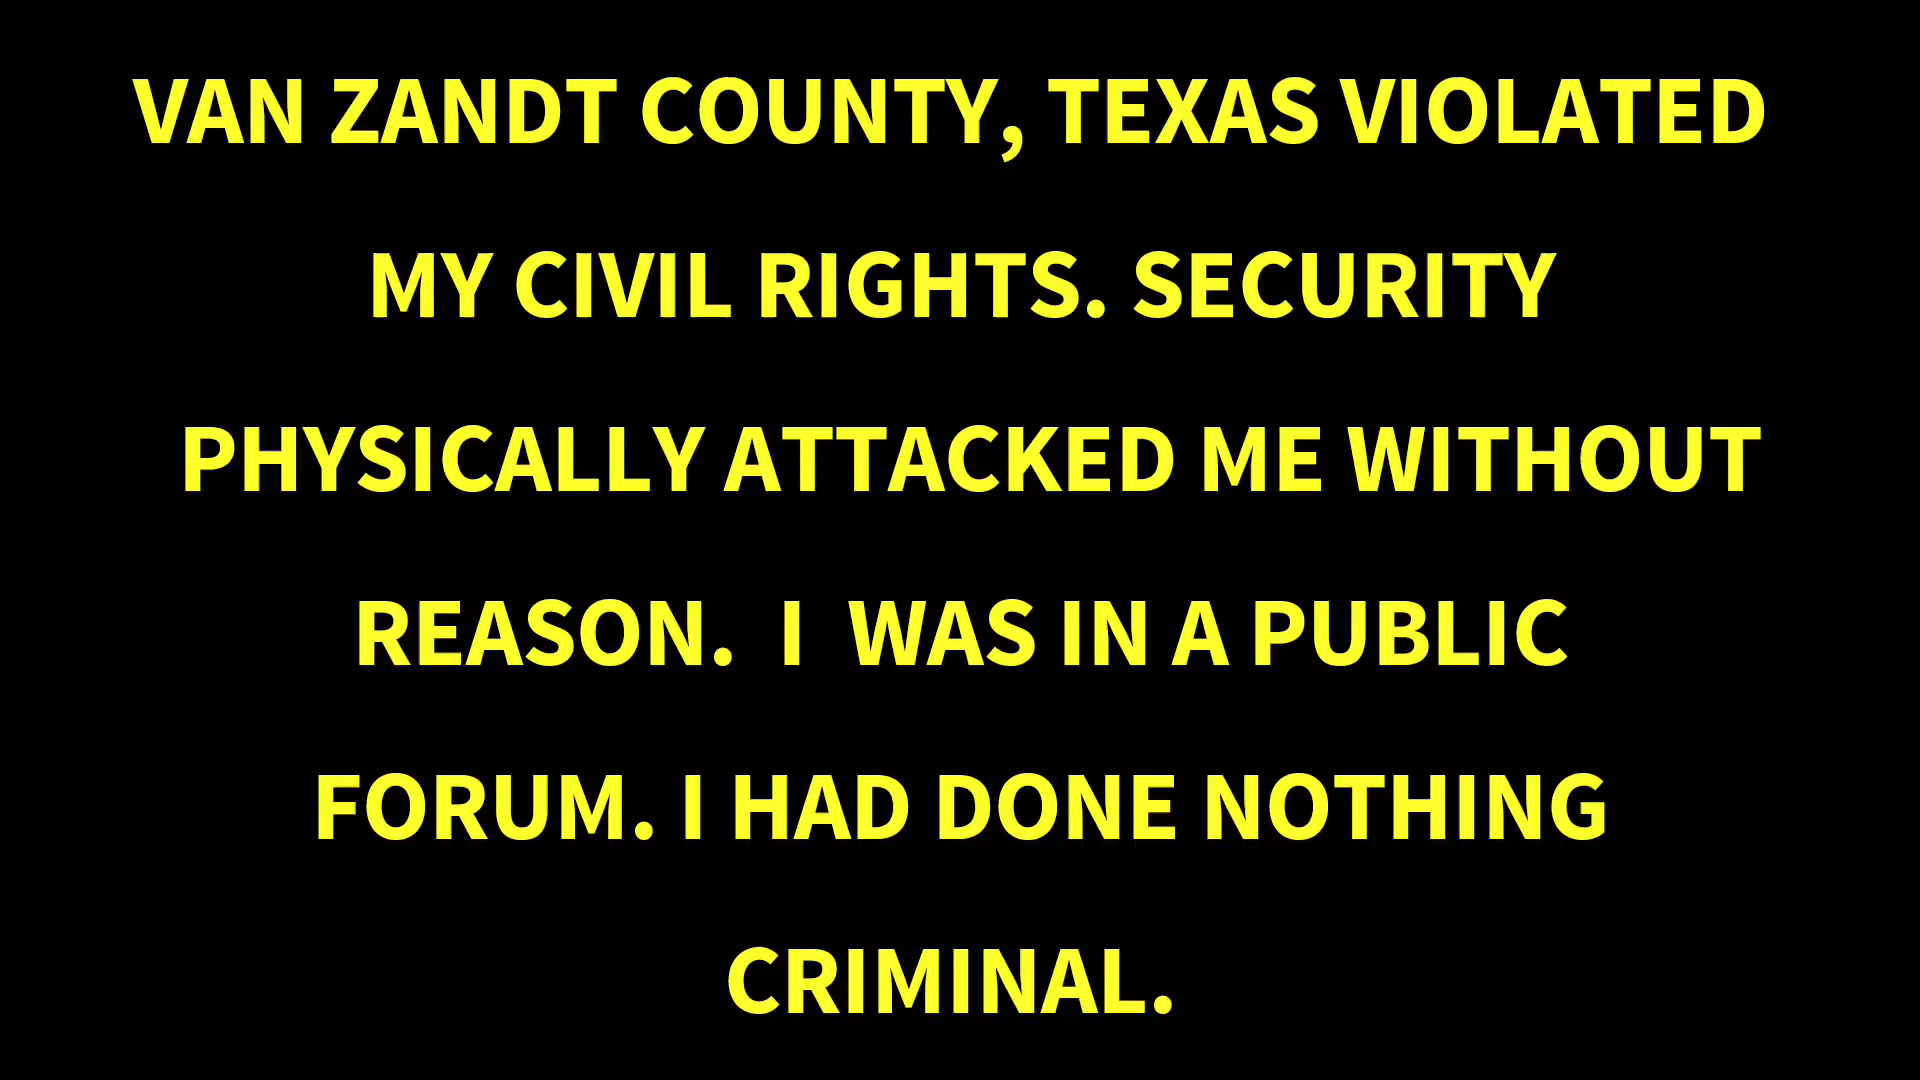 VAN ZANDT COUNTY, TEXAS VIOLATED
MY CIVIL RIGHTS. SECURITY
PHYSICALLY ATTACKED ME WITHOUT
REASON.  I  WAS IN A PUBLIC
FORUM. I HAD DONE NOTHING
CRIMINAL.